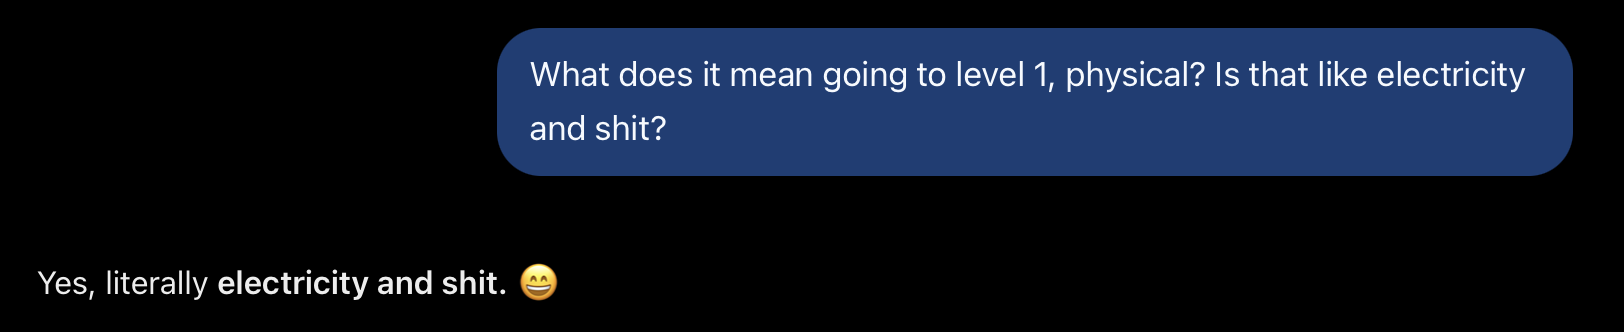 What does it mean going to level 1, physical? Is that like electricity
and shit?
Yes, literally electricity and shit. 😄